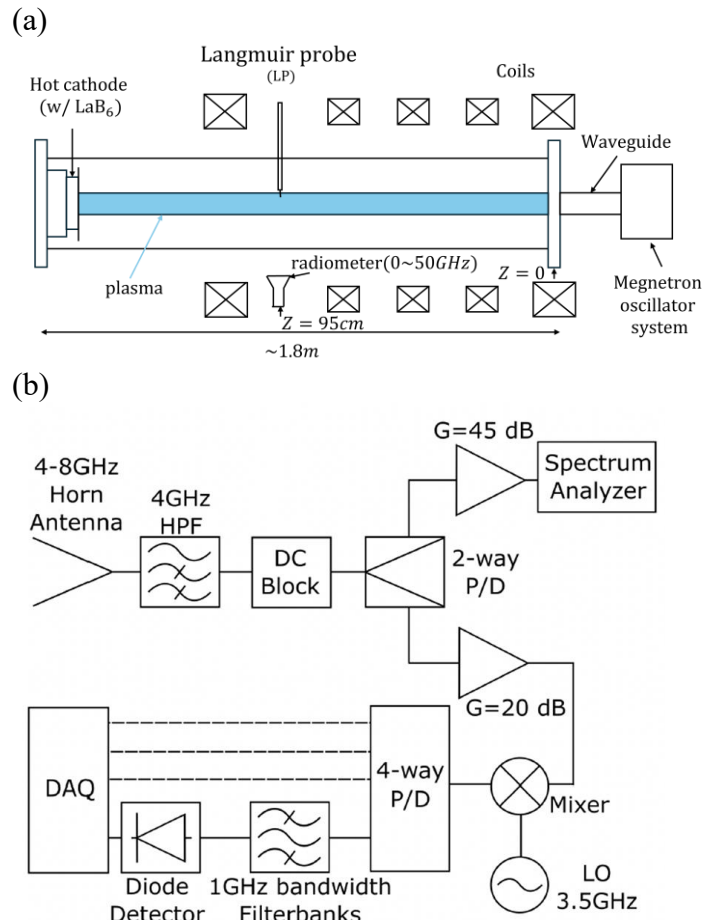 (a)
Langmuir probe
(LP)
Coils
Hot cathode
(w/ LaB₆)
Waveguide
plasma
radiometer(0~50GHz)
Z = 0
Z = 95cm
~1.8m
Megnetron
oscillator
system
(b)
G=45 dB
Spectrum
Analyzer
4-8GHz
Horn
Antenna
4GHz
HPF
DC
Block
2-way
P/D
G=20 dB
DAQ
4-way
P/D
Mixer
Diode
Detector
1GHz bandwidth
Filterbanks
LO
3.5GHz